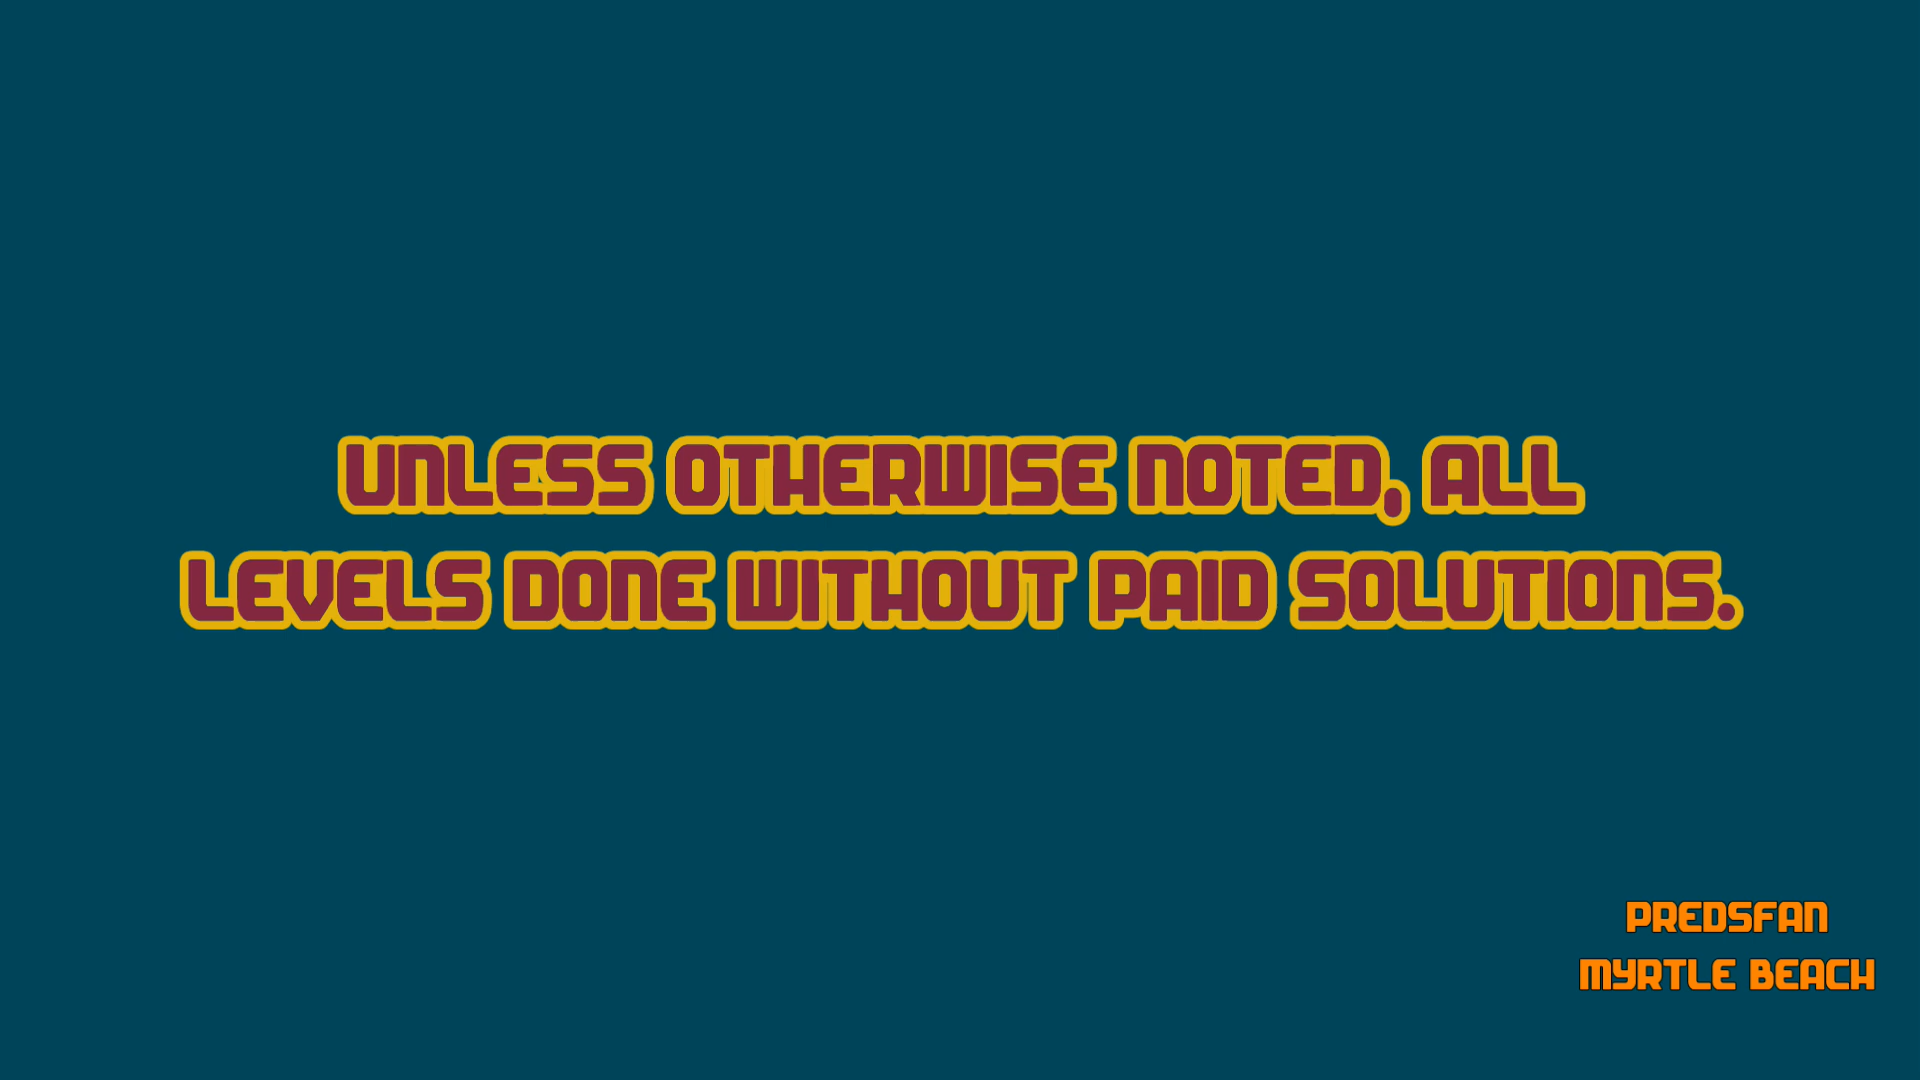 UNLESS OTHERWISE NOTED, ALL
LEVELS DONE WITHOUT PAID SOLUTIONS.
PREDSFAN
MYRTLE BEACH